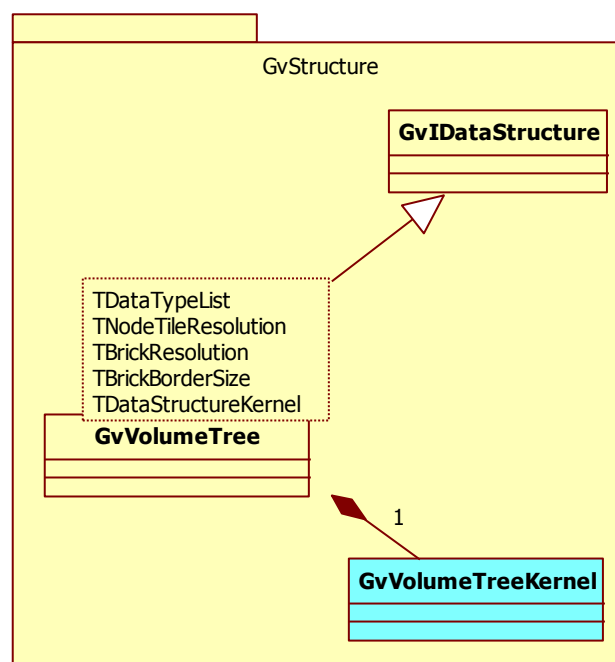 GvStructure
GvIDataStructure
TDataTypeList
TNodeTileResolution
TBrickResolution
TBrickBorderSize
TDataStructureKernel
GvVolumeTree
1
GvVolumeTreeKernel